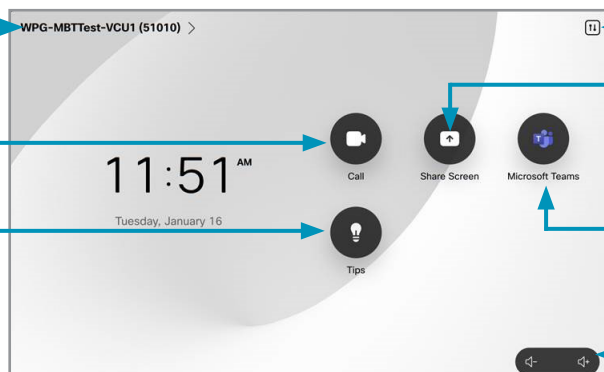 WPG-MBTTest-VCU1 (51010)
11:51 AM
Tuesday, January 16
Call
Share Screen
Microsoft Teams
Tips